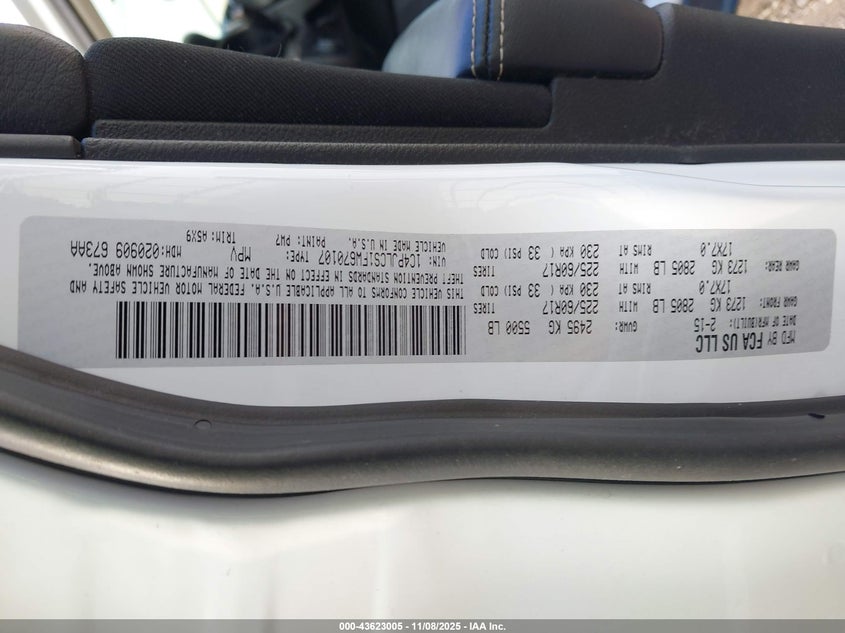 MFD BY FCA US LLC
DATE OF MFR(BUILT): 2-15 GVWR: 2495 KG 5500 LB
GAWR FRONT: WITH TIRES
1273 KG 2805 LB 225/60R17
RIMS AT
17X7.0 230 KPA ( 33 PSI) COLD
GAWR REAR: WITH TIRES
1273 KG 2805 LB 225/60R17
RIMS AT
17X7.0 230 KPA ( 33 PSI) COLD
THIS VEHICLE CONFORMS TO ALL APPLICABLE U.S.A. FEDERAL MOTOR VEHICLE SAFETY AND
THEFT PREVENTION STANDARDS IN EFFECT ON THE DATE OF MANUFACTURE SHOWN ABOVE.
VIN: 1C4PJLCS1FW670107 TYPE: MPV MDH: 020909 673AA
VEHICLE MADE IN U.S.A. PAINT: PW7 TRIM: A5X9
000-43623005 - 11/08/2025 - IAA Inc.